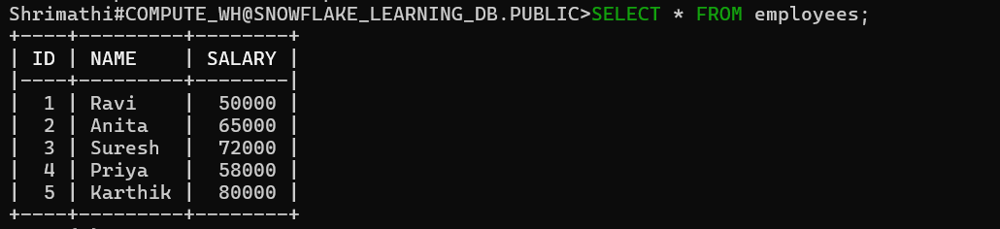 Shrimathi#COMPUTE_WH@SNOWFLAKE_LEARNING_DB.PUBLIC>SELECT * FROM employees;
+----+---------+--------+
| ID | NAME    | SALARY |
|----+---------+--------|
|  1 | Ravi    |  50000 |
|  2 | Anita   |  65000 |
|  3 | Suresh  |  72000 |
|  4 | Priya   |  58000 |
|  5 | Karthik |  80000 |
+----+---------+--------+